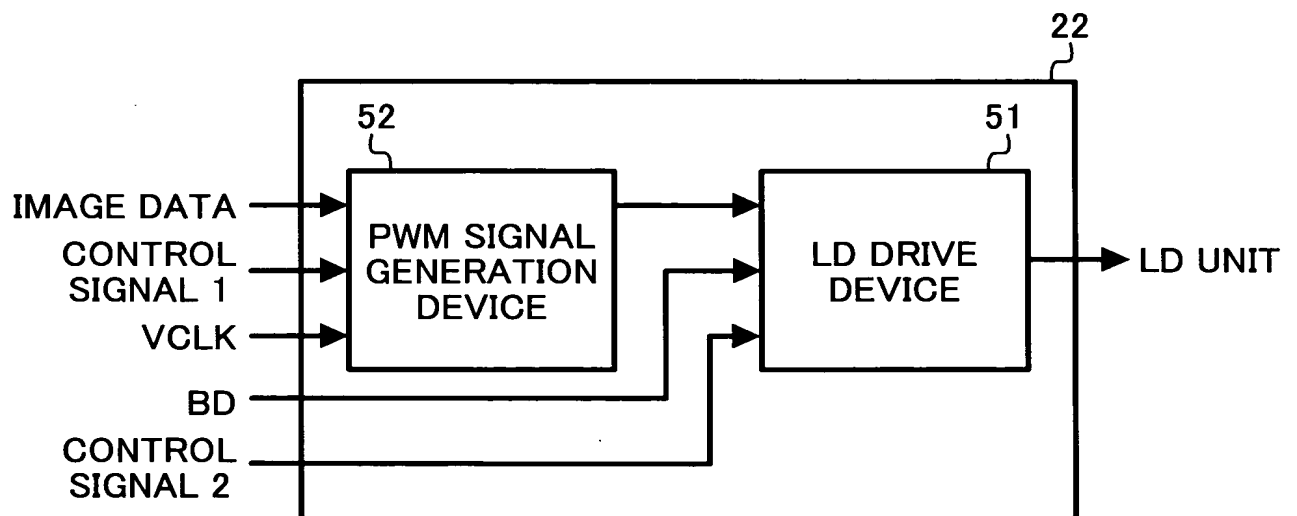 22
52
51
IMAGE DATA
CONTROL
SIGNAL 1
VCLK
BD
CONTROL
SIGNAL 2
PWM SIGNAL
GENERATION
DEVICE
LD DRIVE
DEVICE
LD UNIT